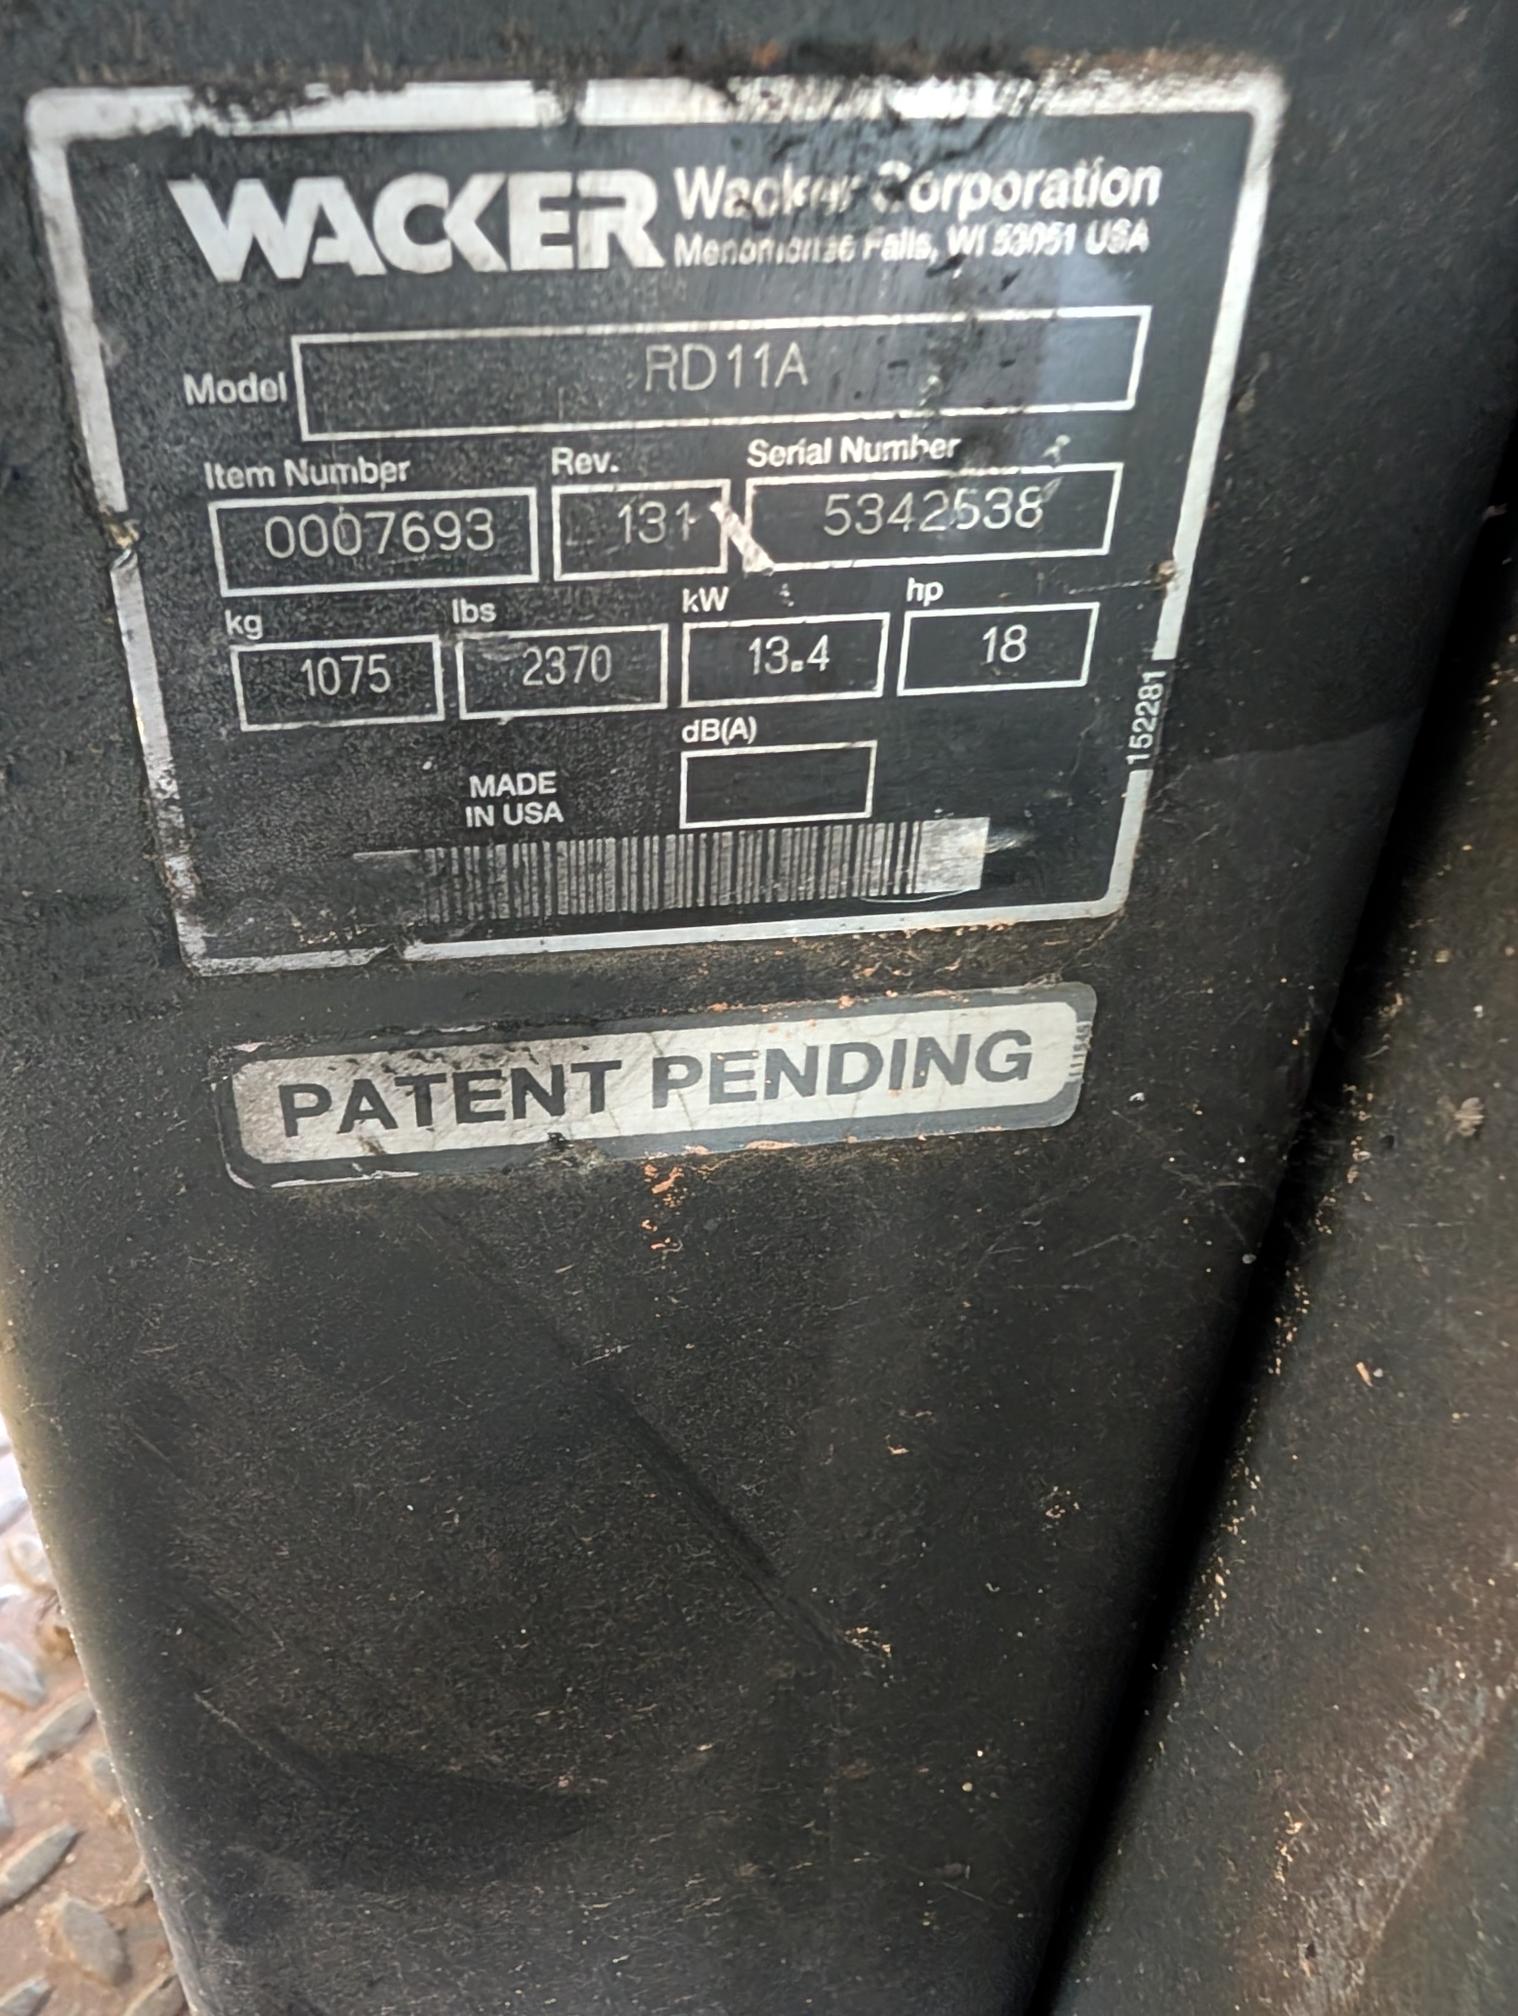 WACKER
Wacker Corporation
Menomonee Falls, WI 53051 USA
Model RD11A
Item Number Rev. Serial Number
0007693 131 5342538
kg lbs kW hp
1075 2370 13.4 18
dB(A)
MADE
IN USA
152281
PATENT PENDING